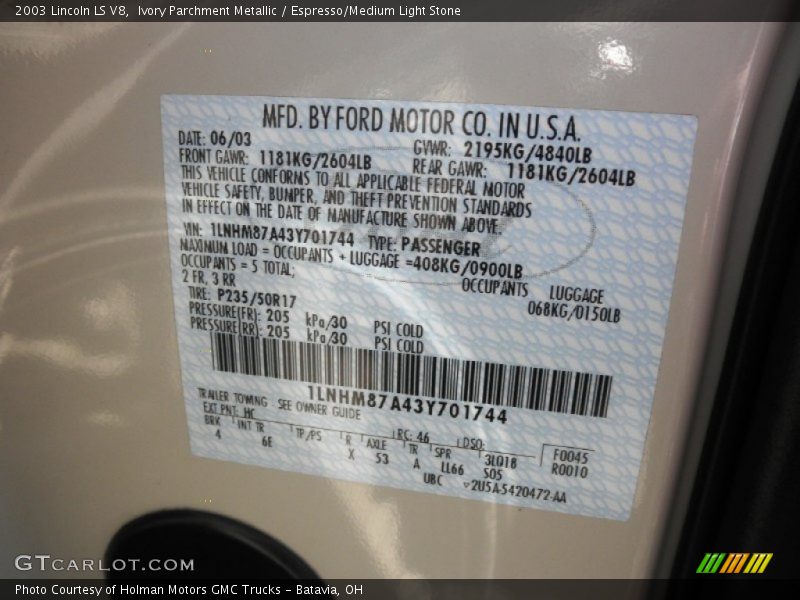 2003 Lincoln LS V8,  Ivory Parchment Metallic / Espresso/Medium Light Stone
MFD. BY FORD MOTOR CO. IN U.S.A.
DATE: 06/03 GVWR: 2195KG/4840LB
FRONT GAWR: 1181KG/2604LB REAR GAWR: 1181KG/2604LB
THIS VEHICLE CONFORMS TO ALL APPLICABLE FEDERAL MOTOR
VEHICLE SAFETY, BUMPER, AND THEFT PREVENTION STANDARDS
IN EFFECT ON THE DATE OF MANUFACTURE SHOWN ABOVE.
VIN: 1LNHM87A43Y701744 TYPE: PASSENGER
MAXIMUM LOAD = OCCUPANTS + LUGGAGE =408KG/0900LB
OCCUPANTS = 5 TOTAL; OCCUPANTS LUGGAGE
2 FR, 3 RR 068KG/0150LB
TIRE: P235/50R17
PRESSURE(FR): 205 kPa/30 PSI COLD
PRESSURE(RR): 205 kPa/30 PSI COLD
1LNHM87A43Y701744
TRAILER TOWING - SEE OWNER GUIDE
EXT PNT: HC RC: 46 DSO: F0045
BRK INT TR TP/PS R AXLE TR SPR 3L018 R0010
4 6E X 53 A LL66 S05
UBC 2U5A-5420472-AA
GTCARLOT.COM
Photo Courtesy of Holman Motors GMC Trucks – Batavia, OH